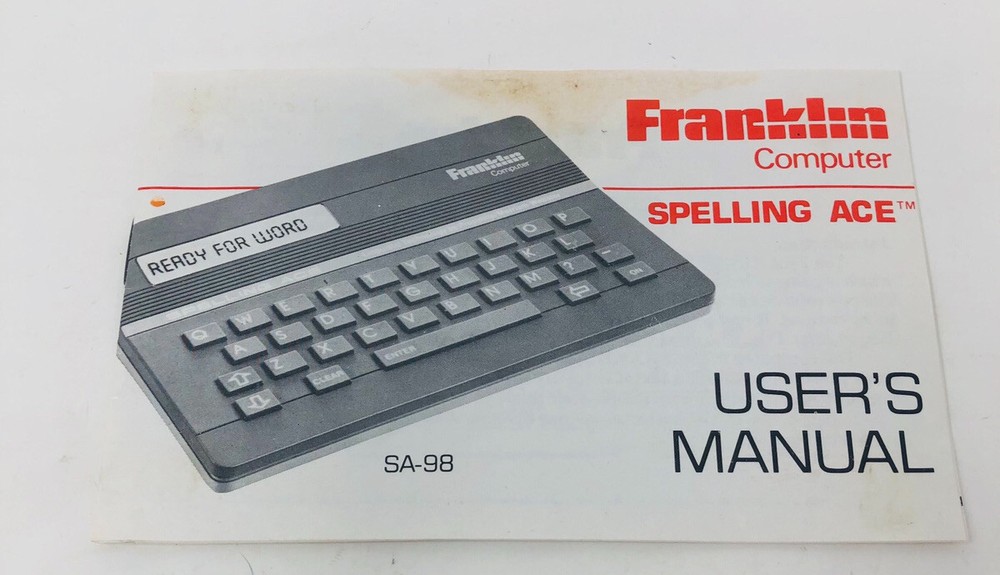 Franklin
Computer
SPELLING ACE™
Franklin
Computer
READY FOR WORD
Q W E R T Y U I O P
A S D F G H J K L
Z X C V B N M ? -
CLEAR ENTER ON
SA-98
USER'S
MANUAL